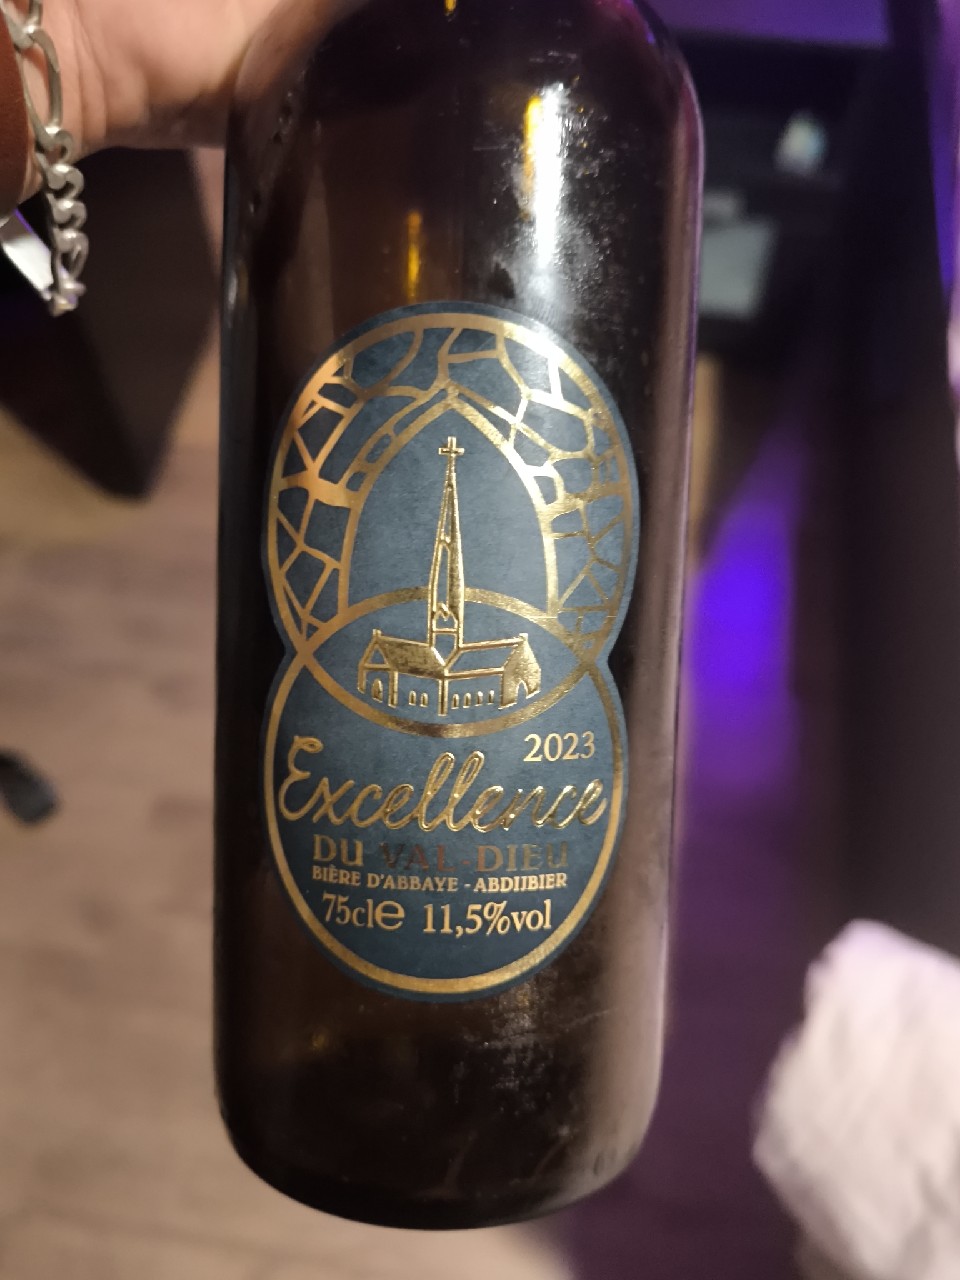 2023
Excellence
DU VAL-DIEU
BIÈRE D'ABBAYE - ABDIJBIER
75cl℮ 11,5%vol